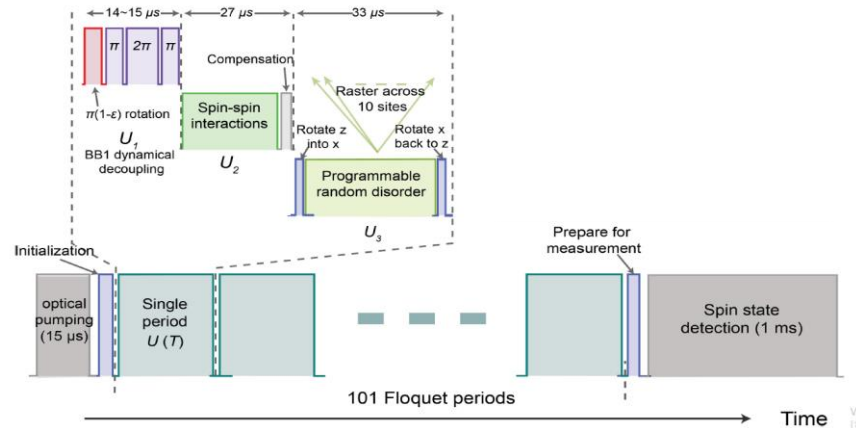 14~15 μs
27 μs
33 μs
π
2π
π
π(1-ε) rotation
U1
BB1 dynamical
decoupling
Compensation
Spin-spin
interactions
U2
Raster across
10 sites
Rotate z
into x
Rotate x
back to z
Programmable
random disorder
U3
Initialization
Prepare for
measurement
optical
pumping
(15 μs)
Single
period
U (T)
Spin state
detection (1 ms)
101 Floquet periods
Time